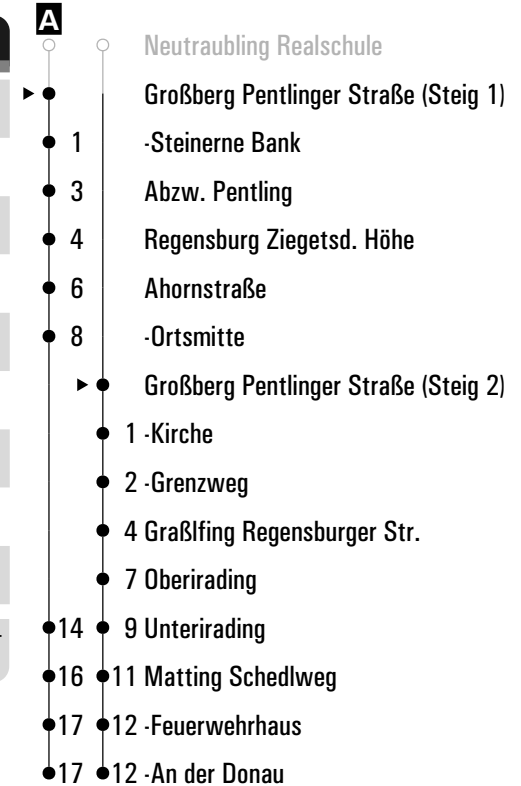 A
Neutraubling Realschule
Großberg Pentlinger Straße (Steig 1)
1 -Steinerne Bank
3 Abzw. Pentling
4 Regensburg Ziegetsd. Höhe
6 Ahornstraße
8 -Ortsmitte
Großberg Pentlinger Straße (Steig 2)
1 -Kirche
2 -Grenzweg
4 Graßlfing Regensburger Str.
7 Oberirading
14 9 Unterirading
16 11 Matting Schedlweg
17 12 -Feuerwehrhaus
17 12 -An der Donau